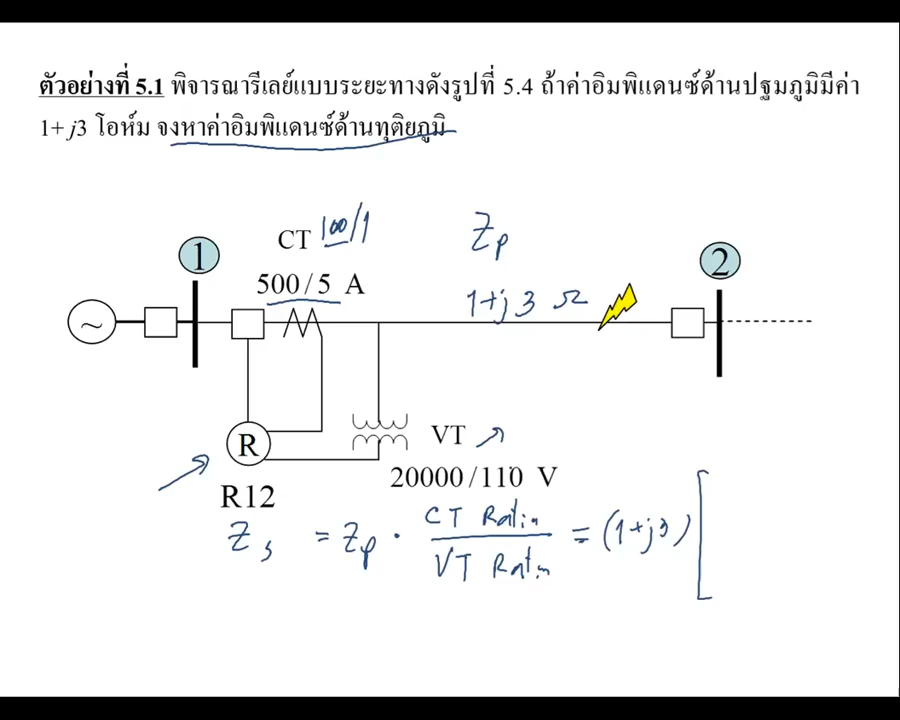 ตัวอย่างที่ 5.1 พิจารณารีเลย์แบบระยะทางดังรูปที่ 5.4 ถ้าค่าอิมพิแดนซ์ด้านปฐมภูมิมีค่า
1+ j3 โอห์ม จงหาค่าอิมพิแดนซ์ด้านทุติยภูมิ
CT 100/1 Zp
1 2
500/5 A 1+j3 Ω
~
R VT
20000/110 V
R12
Zs = Zp · CT Ratio / VT Ratio = (1+j3) [